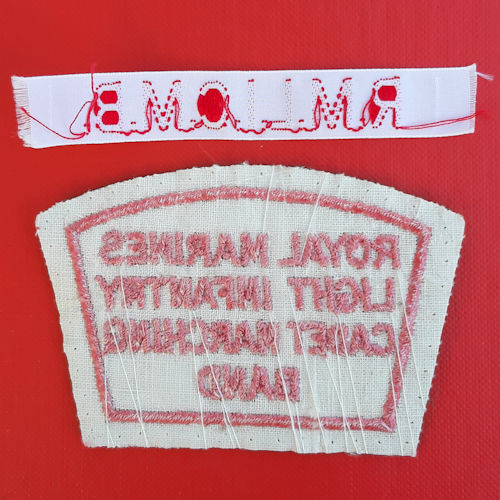 R.M.L.I.O.M.B
ROYAL MARINES
LIGHT INFANTRY
CADET MARCHING
BAND